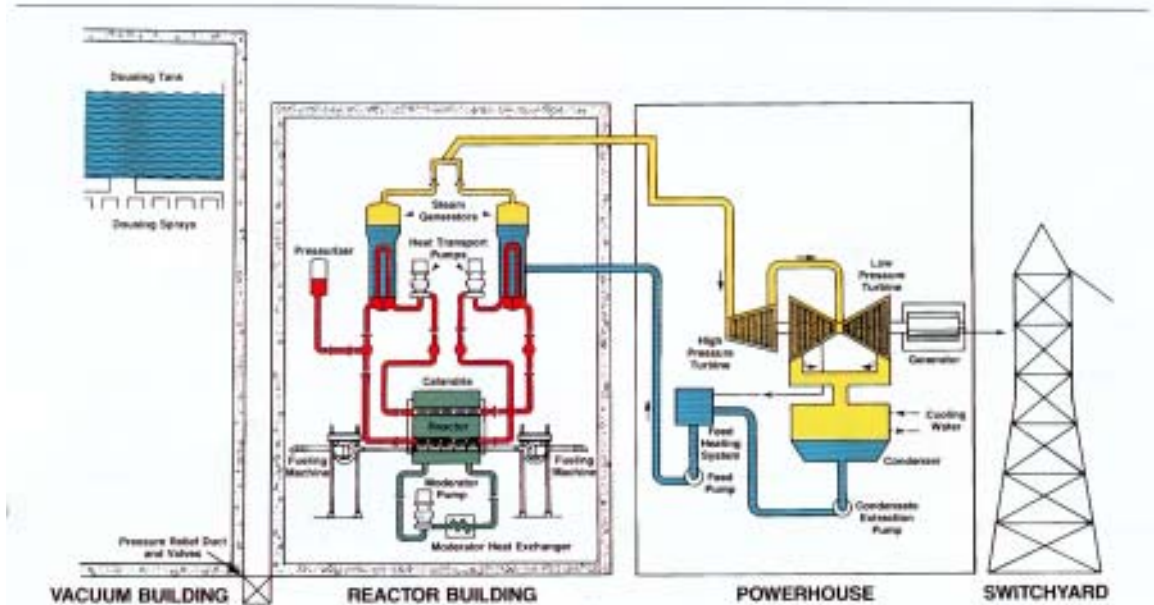 Dousing Tank
Dousing Sprays
Pressure Relief Duct
and Valves
VACUUM BUILDING
Steam
Generators
Pressurizer
Heat Transport
Pumps
Calandria
Reactor
Fueling
Machine
Fueling
Machine
Moderator
Pump
Moderator Heat Exchanger
REACTOR BUILDING
Low
Pressure
Turbine
High
Pressure
Turbine
Generator
Cooling
Water
Feed
Heating
System
Condenser
Feed
Pump
Condensate
Extraction
Pump
POWERHOUSE
SWITCHYARD